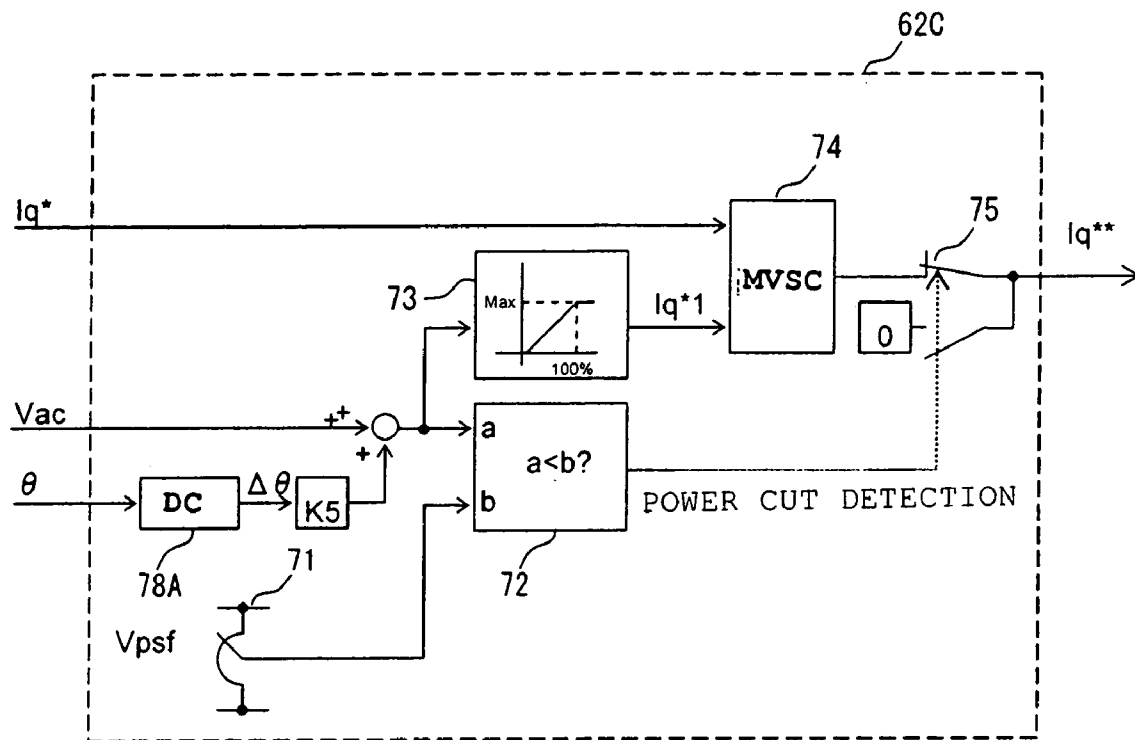 62C
74
Iq*
75
Iq**
MVSC
73
Max
Iq*1
0
100%
Vac
++
a
a<b?
+
θ
DC
Δθ
K5
b
POWER CUT DETECTION
78A
71
72
Vpsf